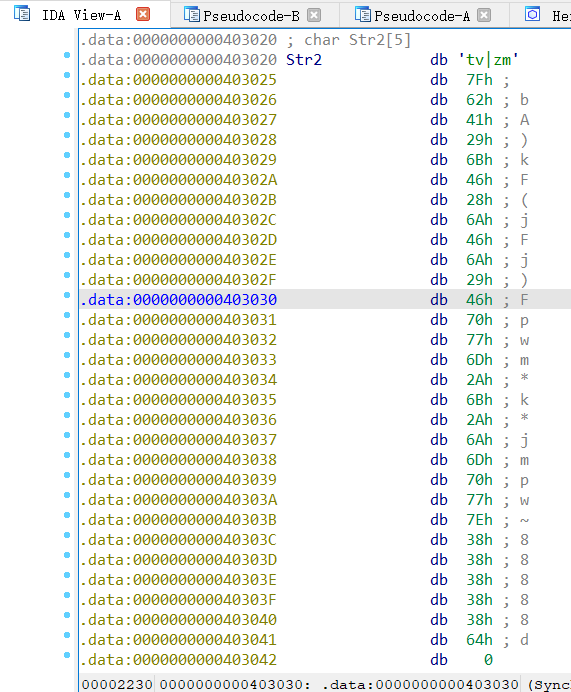 IDA View-A Pseudocode-B Pseudocode-A He
.data:0000000000403020 ; char Str2[5]
.data:0000000000403020 Str2 db 'tv|zm'
.data:0000000000403025 db 7Fh ;
.data:0000000000403026 db 62h ; b
.data:0000000000403027 db 41h ; A
.data:0000000000403028 db 29h ; )
.data:0000000000403029 db 6Bh ; k
.data:000000000040302A db 46h ; F
.data:000000000040302B db 28h ; (
.data:000000000040302C db 6Ah ; j
.data:000000000040302D db 46h ; F
.data:000000000040302E db 6Ah ; j
.data:000000000040302F db 29h ; )
.data:0000000000403030 db 46h ; F
.data:0000000000403031 db 70h ; p
.data:0000000000403032 db 77h ; w
.data:0000000000403033 db 6Dh ; m
.data:0000000000403034 db 2Ah ; *
.data:0000000000403035 db 6Bh ; k
.data:0000000000403036 db 2Ah ; *
.data:0000000000403037 db 6Ah ; j
.data:0000000000403038 db 6Dh ; m
.data:0000000000403039 db 70h ; p
.data:000000000040303A db 77h ; w
.data:000000000040303B db 7Eh ; ~
.data:000000000040303C db 38h ; 8
.data:000000000040303D db 38h ; 8
.data:000000000040303E db 38h ; 8
.data:000000000040303F db 38h ; 8
.data:0000000000403040 db 38h ; 8
.data:0000000000403041 db 64h ; d
.data:0000000000403042 db 0
00002230 0000000000403030: .data:0000000000403030 (Sync